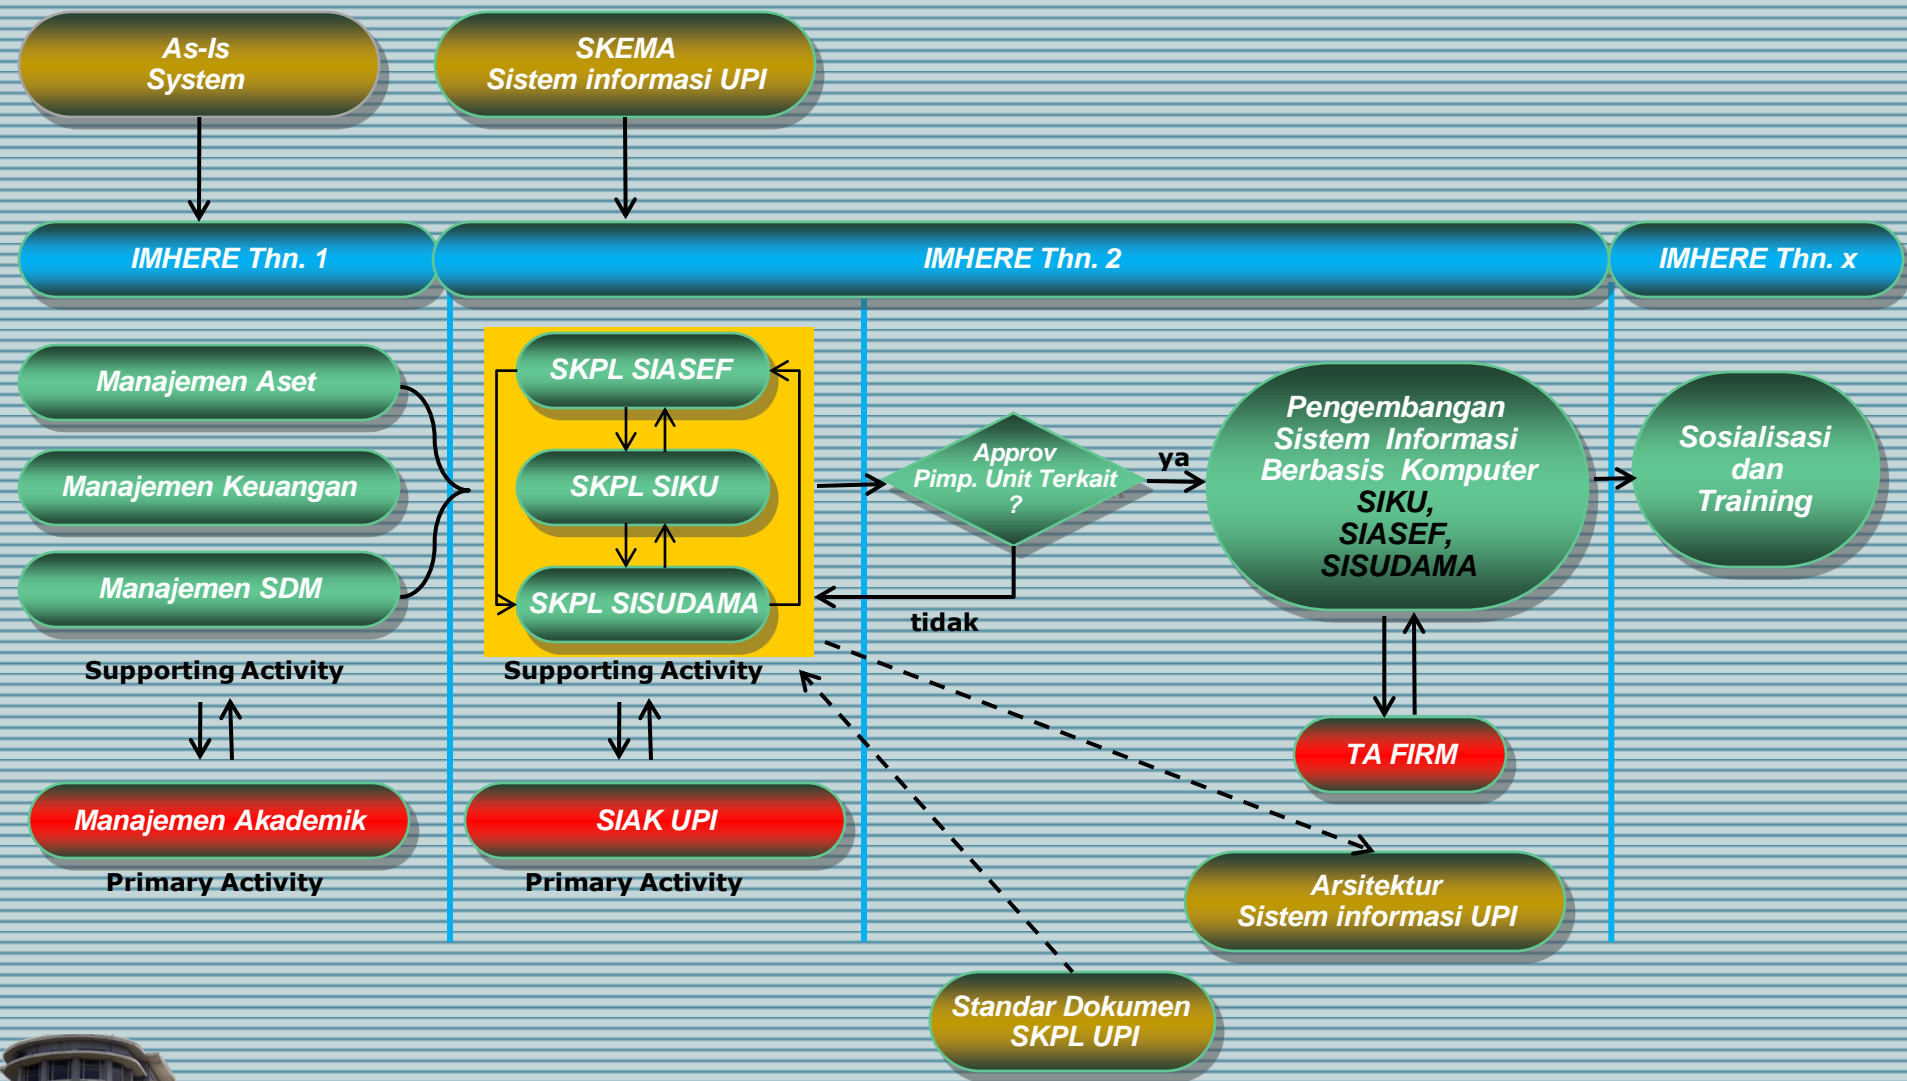 As-Is
System
SKEMA
Sistem informasi UPI
IMHERE Thn. 1
IMHERE Thn. 2
IMHERE Thn. x
Manajemen Aset
Manajemen Keuangan
Manajemen SDM
Supporting Activity
Manajemen Akademik
Primary Activity
SKPL SIASEF
SKPL SIKU
SKPL SISUDAMA
Supporting Activity
SIAK UPI
Primary Activity
Approv
Pimp. Unit Terkait
?
ya
tidak
Pengembangan
Sistem Informasi
Berbasis Komputer
SIKU,
SIASEF,
SISUDAMA
TA FIRM
Sosialisasi
dan
Training
Arsitektur
Sistem informasi UPI
Standar Dokumen
SKPL UPI